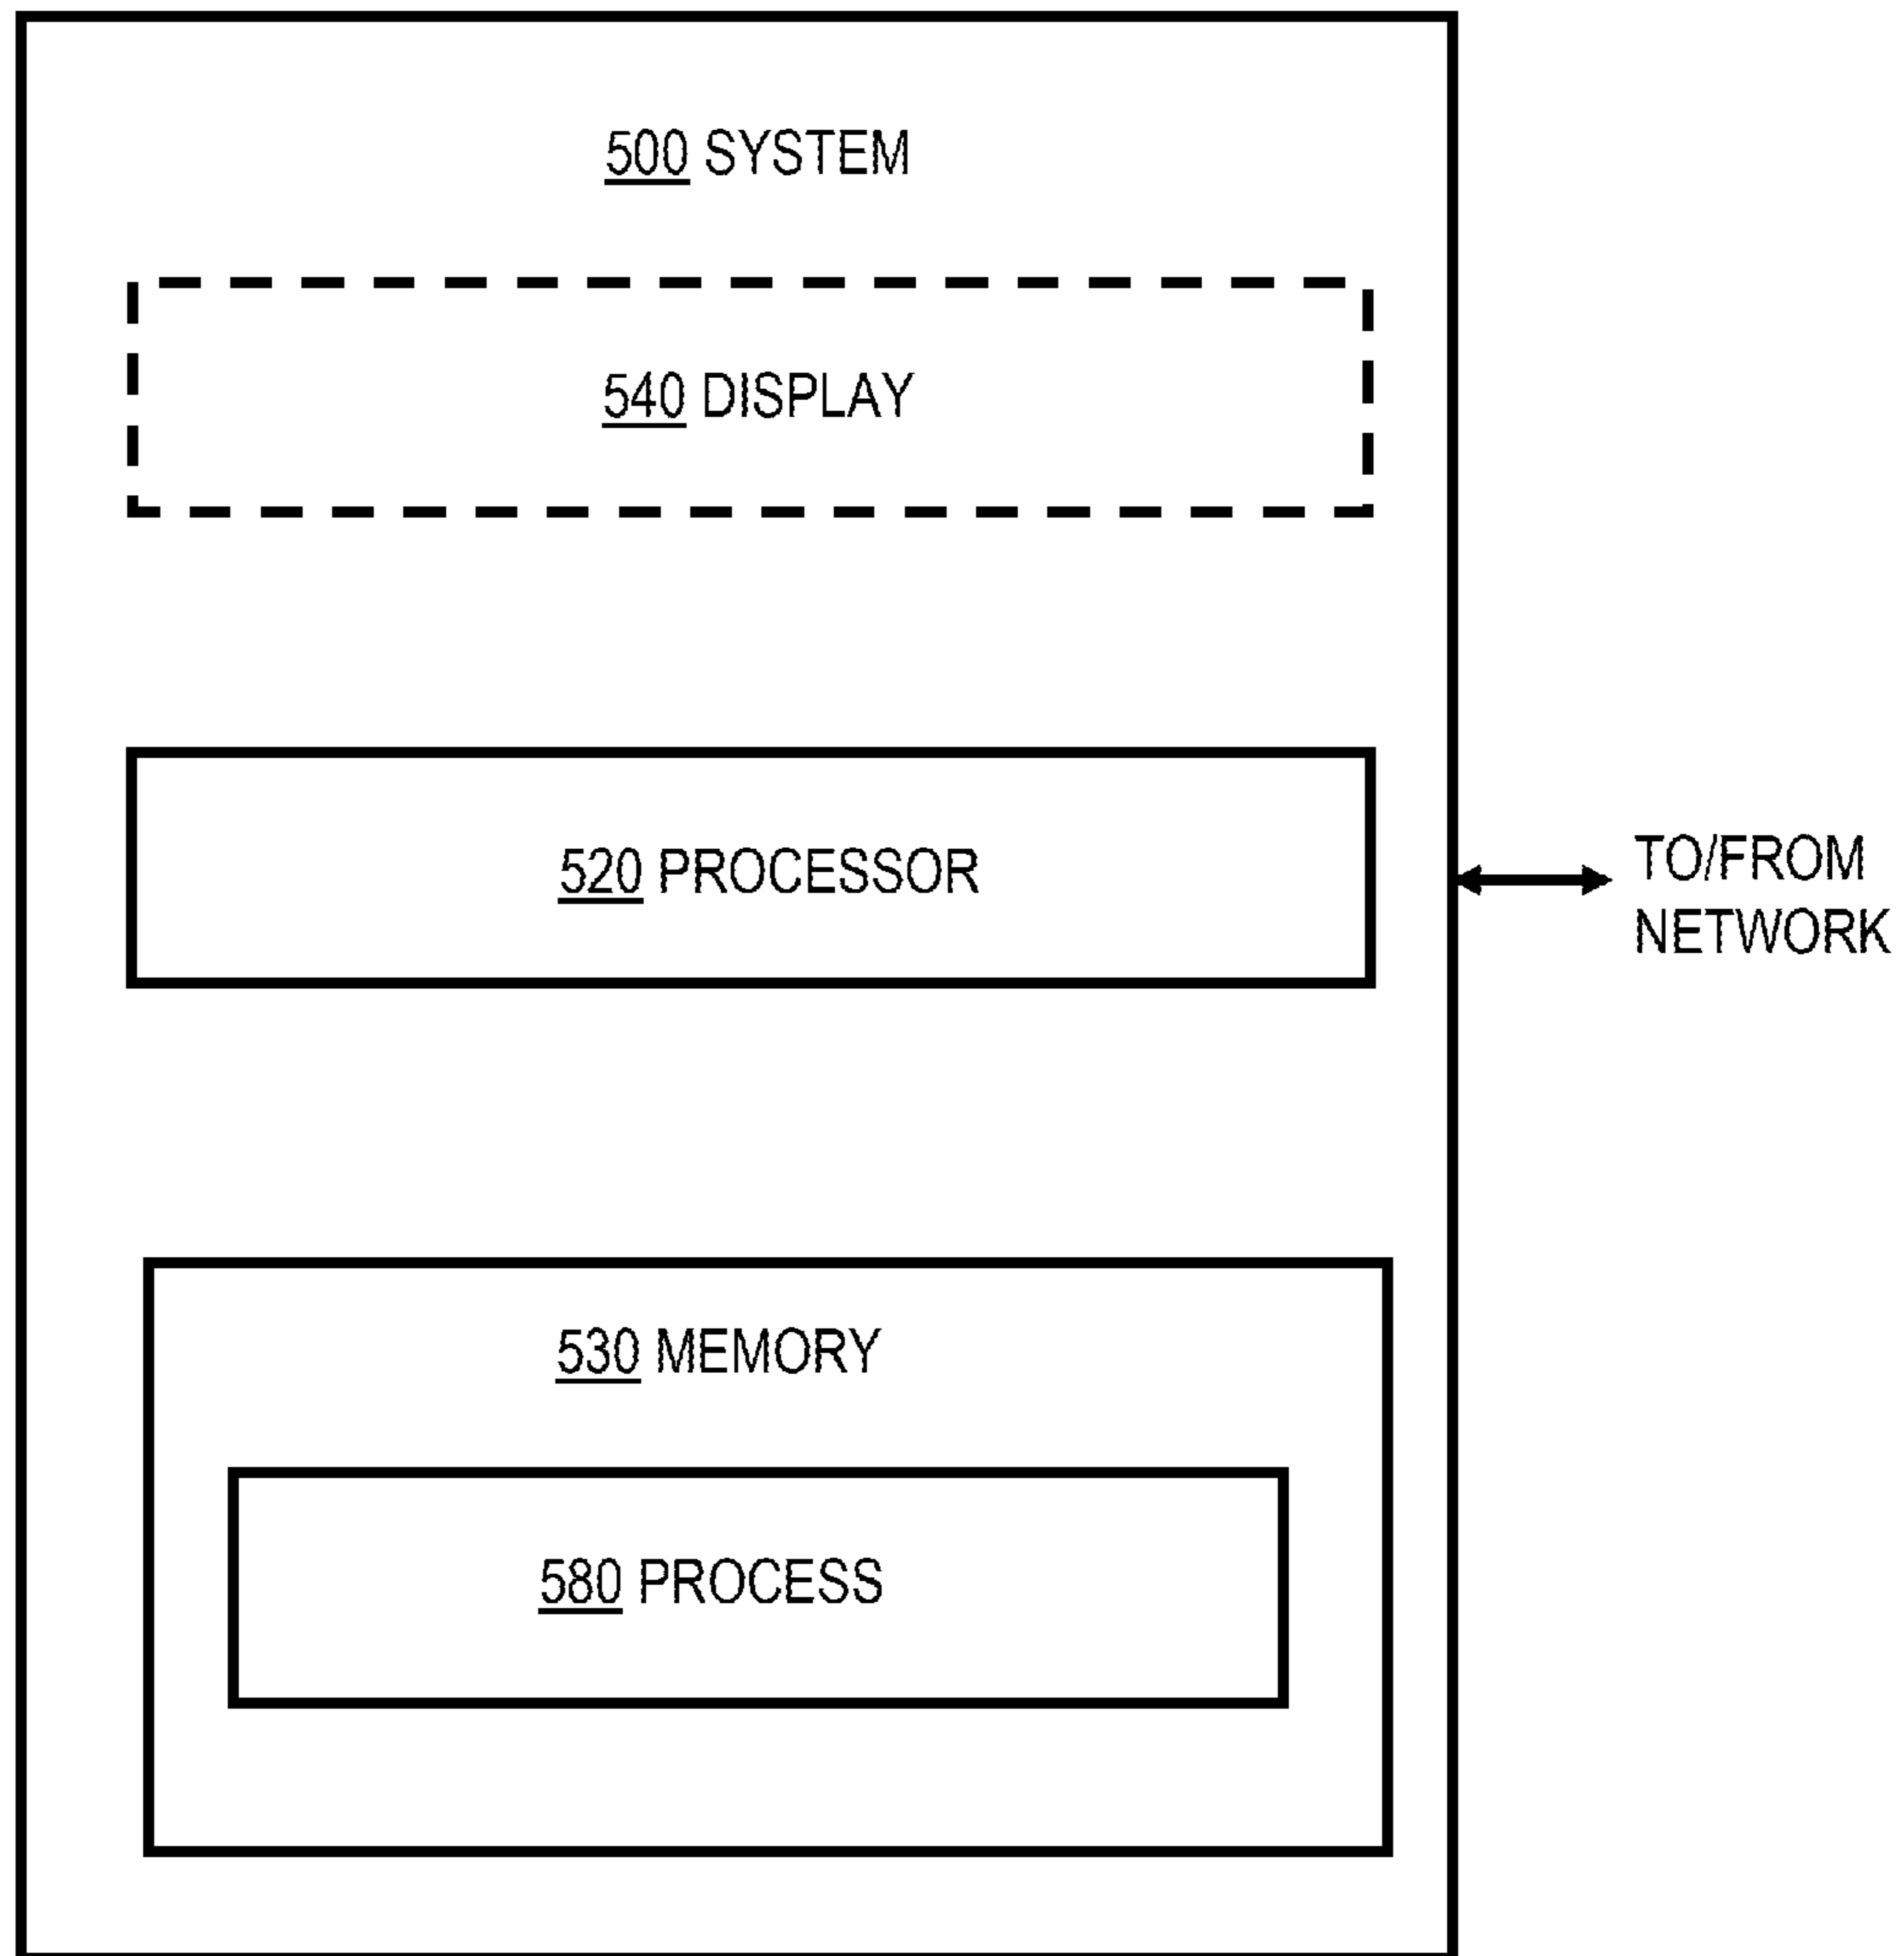 500 SYSTEM
540 DISPLAY
520 PROCESSOR
TO/FROM
NETWORK
530 MEMORY
580 PROCESS